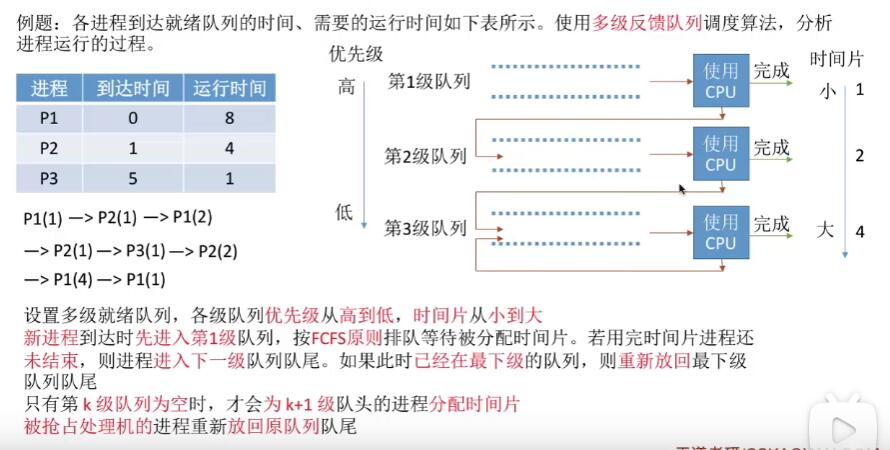 例题：各进程到达就绪队列的时间、需要的运行时间如下表所示。使用多级反馈队列调度算法，分析
进程运行的过程。
进程 到达时间 运行时间
P1 0 8
P2 1 4
P3 5 1
P1(1) —> P2(1) —> P1(2)
—> P2(1) —> P3(1) —> P2(2)
—> P1(4) —> P1(1)
优先级
高
低
第1级队列
使用
CPU
完成
第2级队列
使用
CPU
完成
第3级队列
使用
CPU
完成
时间片
小 1
2
大 4
设置多级就绪队列，各级队列优先级从高到低，时间片从小到大
新进程到达时先进入第1级队列，按FCFS原则排队等待被分配时间片。若用完时间片进程还
未结束，则进程进入下一级队列队尾。如果此时已经在最下级的队列，则重新放回最下级
队列队尾
只有第 k 级队列为空时，才会为 k+1 级队头的进程分配时间片
被抢占处理机的进程重新放回原队列队尾